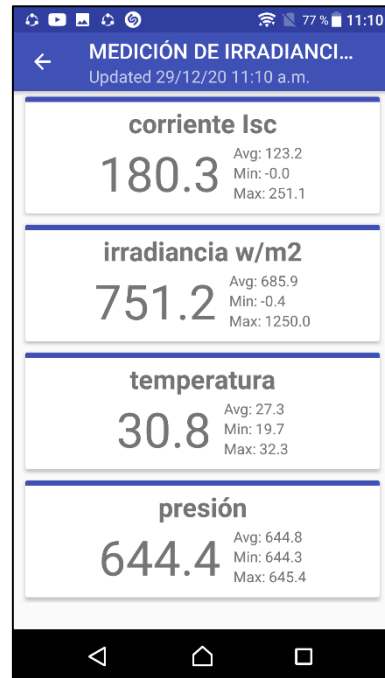 77 % 11:10
MEDICIÓN DE IRRADIANCI...
Updated 29/12/20 11:10 a.m.
corriente Isc
180.3
Avg: 123.2
Min: -0.0
Max: 251.1
irradiancia w/m2
751.2
Avg: 685.9
Min: -0.4
Max: 1250.0
temperatura
30.8
Avg: 27.3
Min: 19.7
Max: 32.3
presión
644.4
Avg: 644.8
Min: 644.3
Max: 645.4